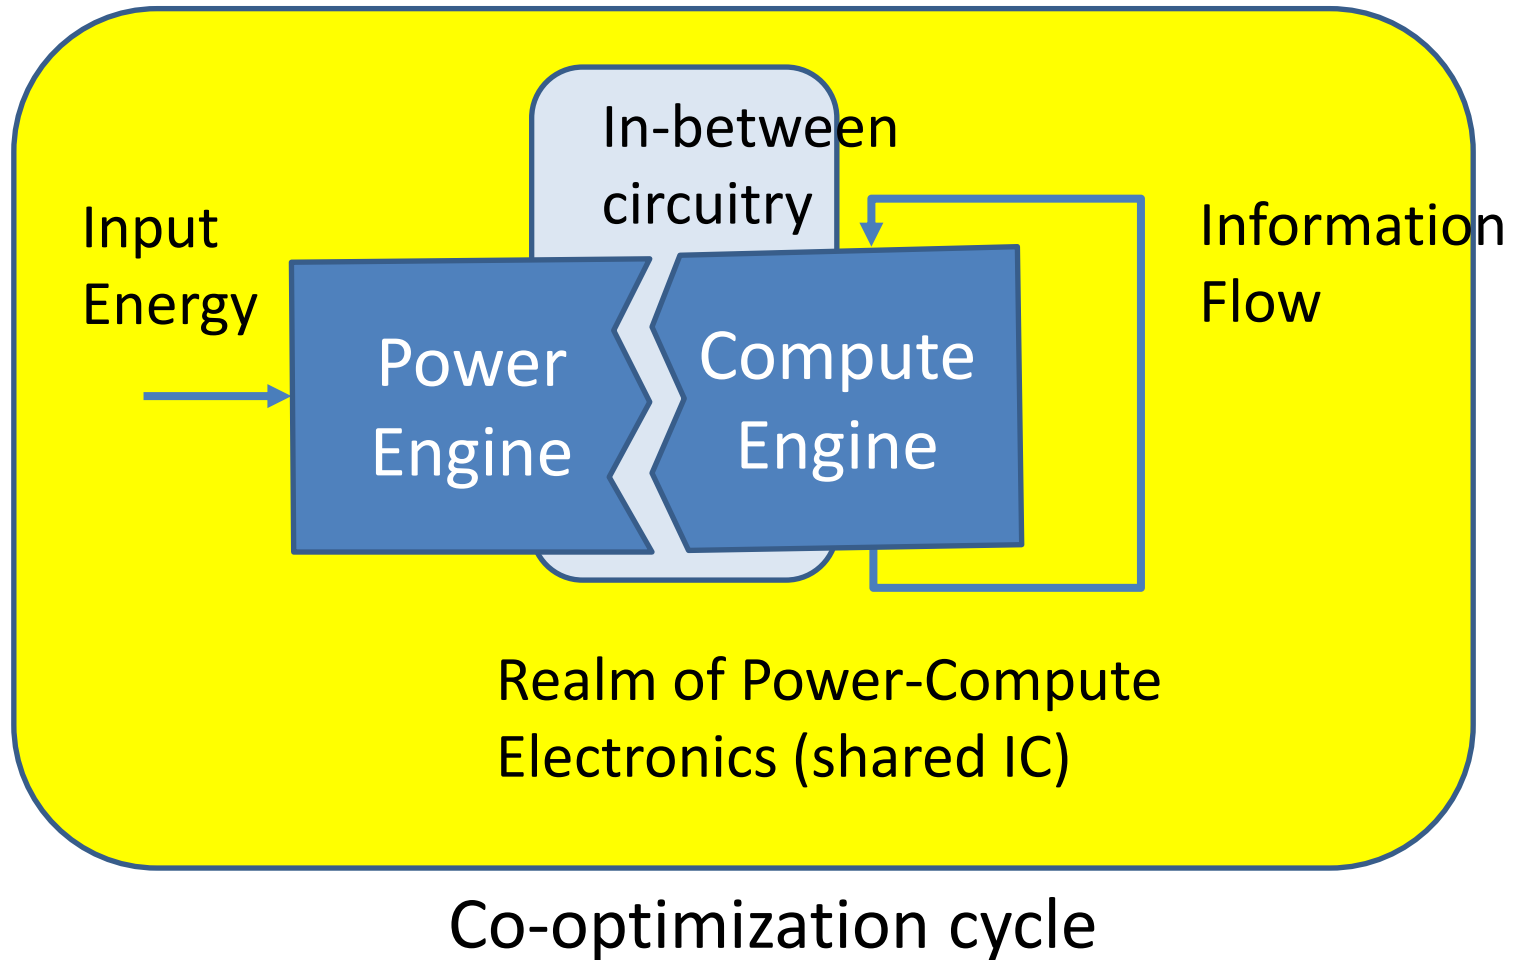 In-between
circuitry
Input
Energy
Information
Flow
Power
Engine
Compute
Engine
Realm of Power-Compute
Electronics (shared IC)
Co-optimization cycle